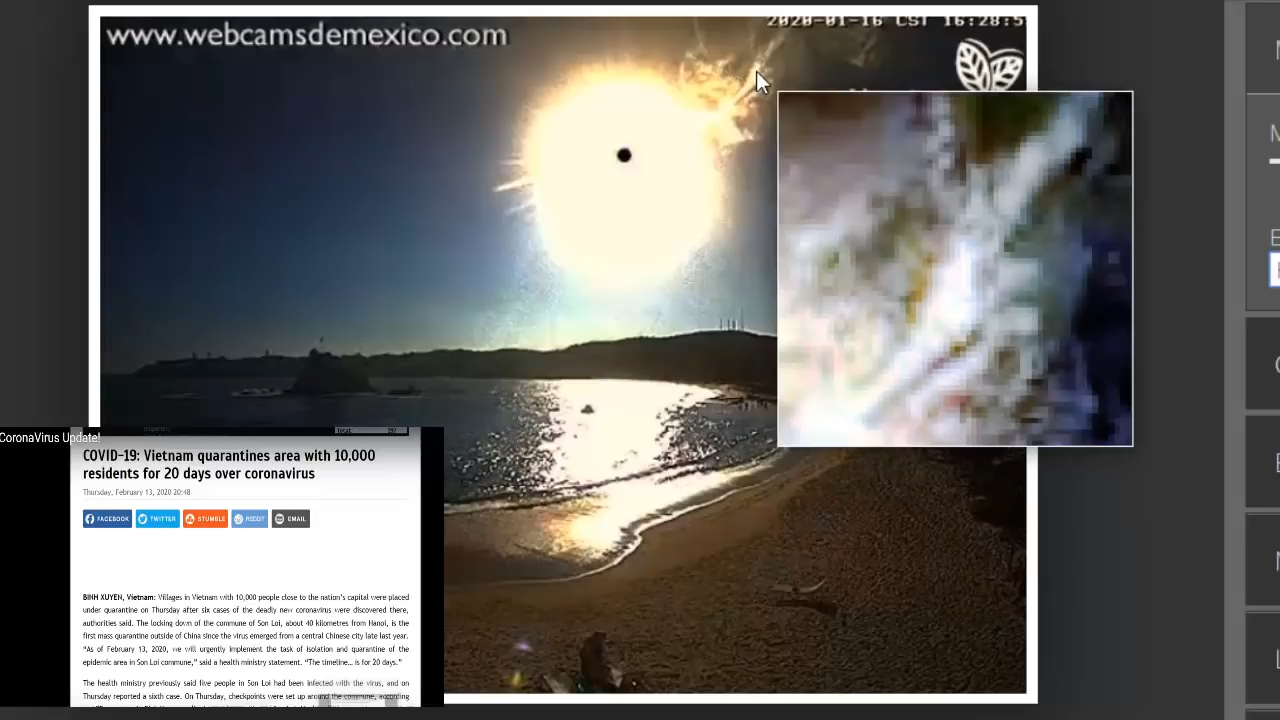 www.webcamsdemexico.com
2020-01-16 CST 16:28:5
CoronaVirus Update!
Total: 397
COVID-19: Vietnam quarantines area with 10,000
residents for 20 days over coronavirus
Thursday, February 13, 2020 20:48
FACEBOOK TWITTER STUMBLE REDDIT EMAIL
BINH XUYEN, Vietnam: Villages in Vietnam with 10,000 people close to the nation's capital were placed
under quarantine on Thursday after six cases of the deadly new coronavirus were discovered there,
authorities said. The locking down of the commune of Son Loi, about 40 kilometres from Hanoi, is the
first mass quarantine outside of China since the virus emerged from a central Chinese city late last year.
"As of February 13, 2020, we will urgently implement the task of isolation and quarantine of the
epidemic area in Son Loi commune," said a health ministry statement. "The timeline... is for 20 days."
The health ministry previously said five people in Son Loi had been infected with the virus, and on
Thursday reported a sixth case. On Thursday, checkpoints were set up around the commune, according